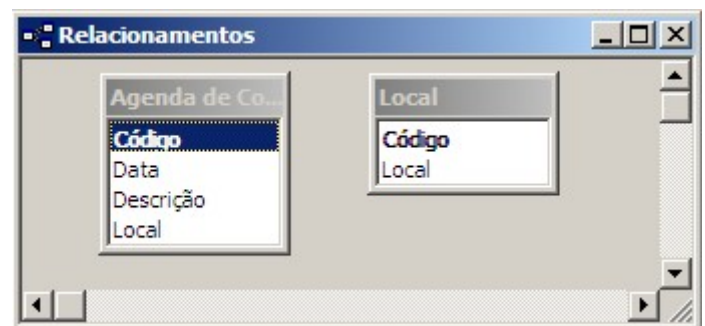 Relacionamentos
Agenda de Co...
Código
Data
Descrição
Local
Local
Código
Local